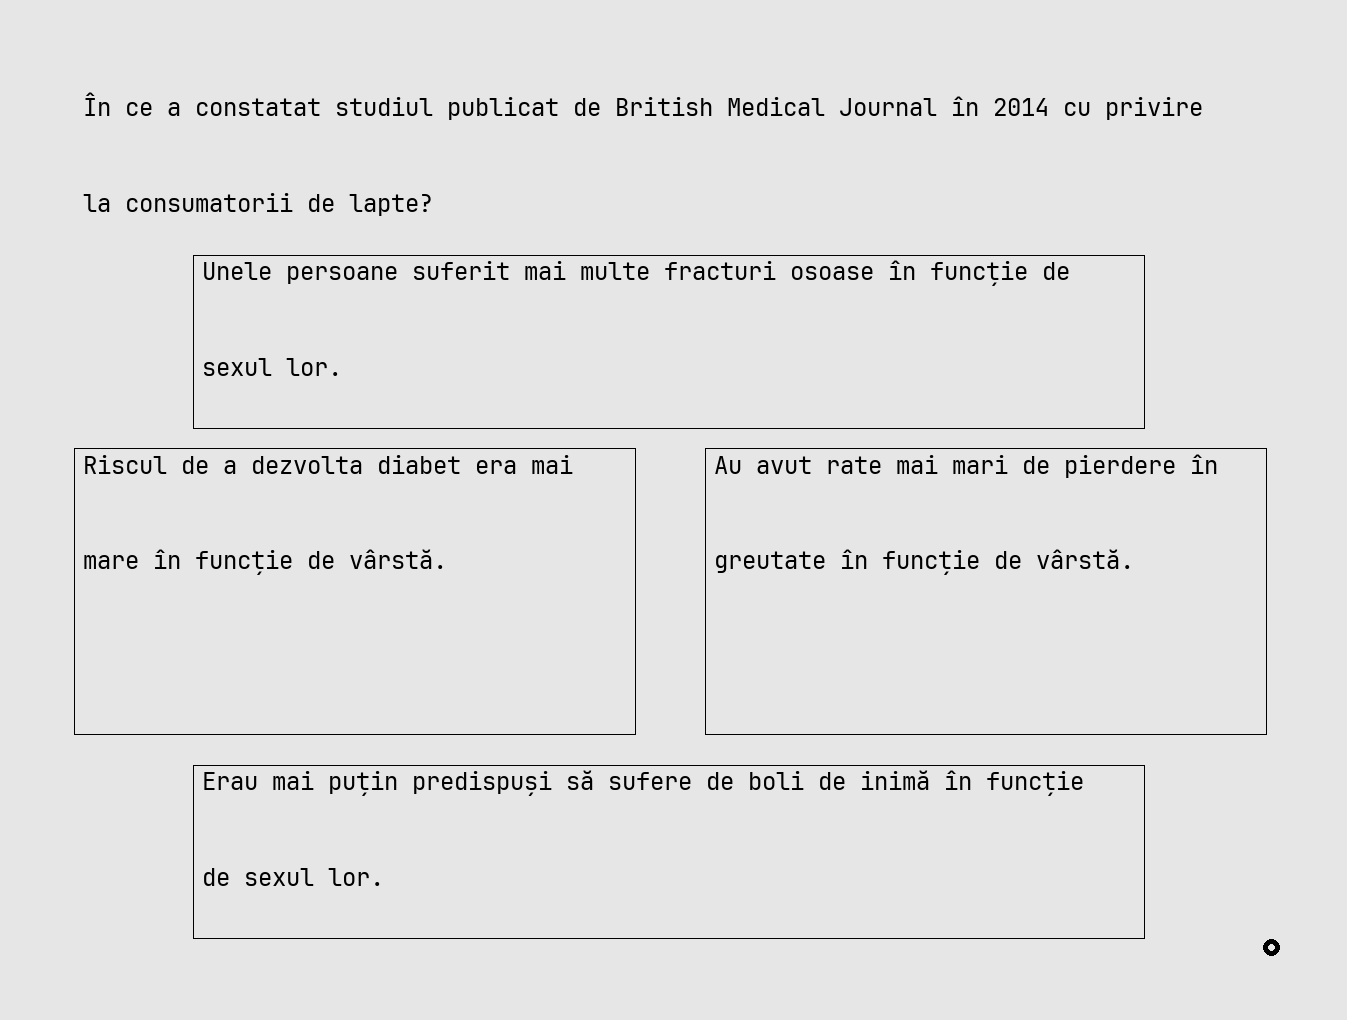 În ce a constatat studiul publicat de British Medical Journal în 2014 cu privire
la consumatorii de lapte?
Unele persoane suferit mai multe fracturi osoase în funcție de
sexul lor.
Riscul de a dezvolta diabet era mai
mare în funcție de vârstă.
Au avut rate mai mari de pierdere în
greutate în funcție de vârstă.
Erau mai puțin predispuși să sufere de boli de inimă în funcție
de sexul lor.